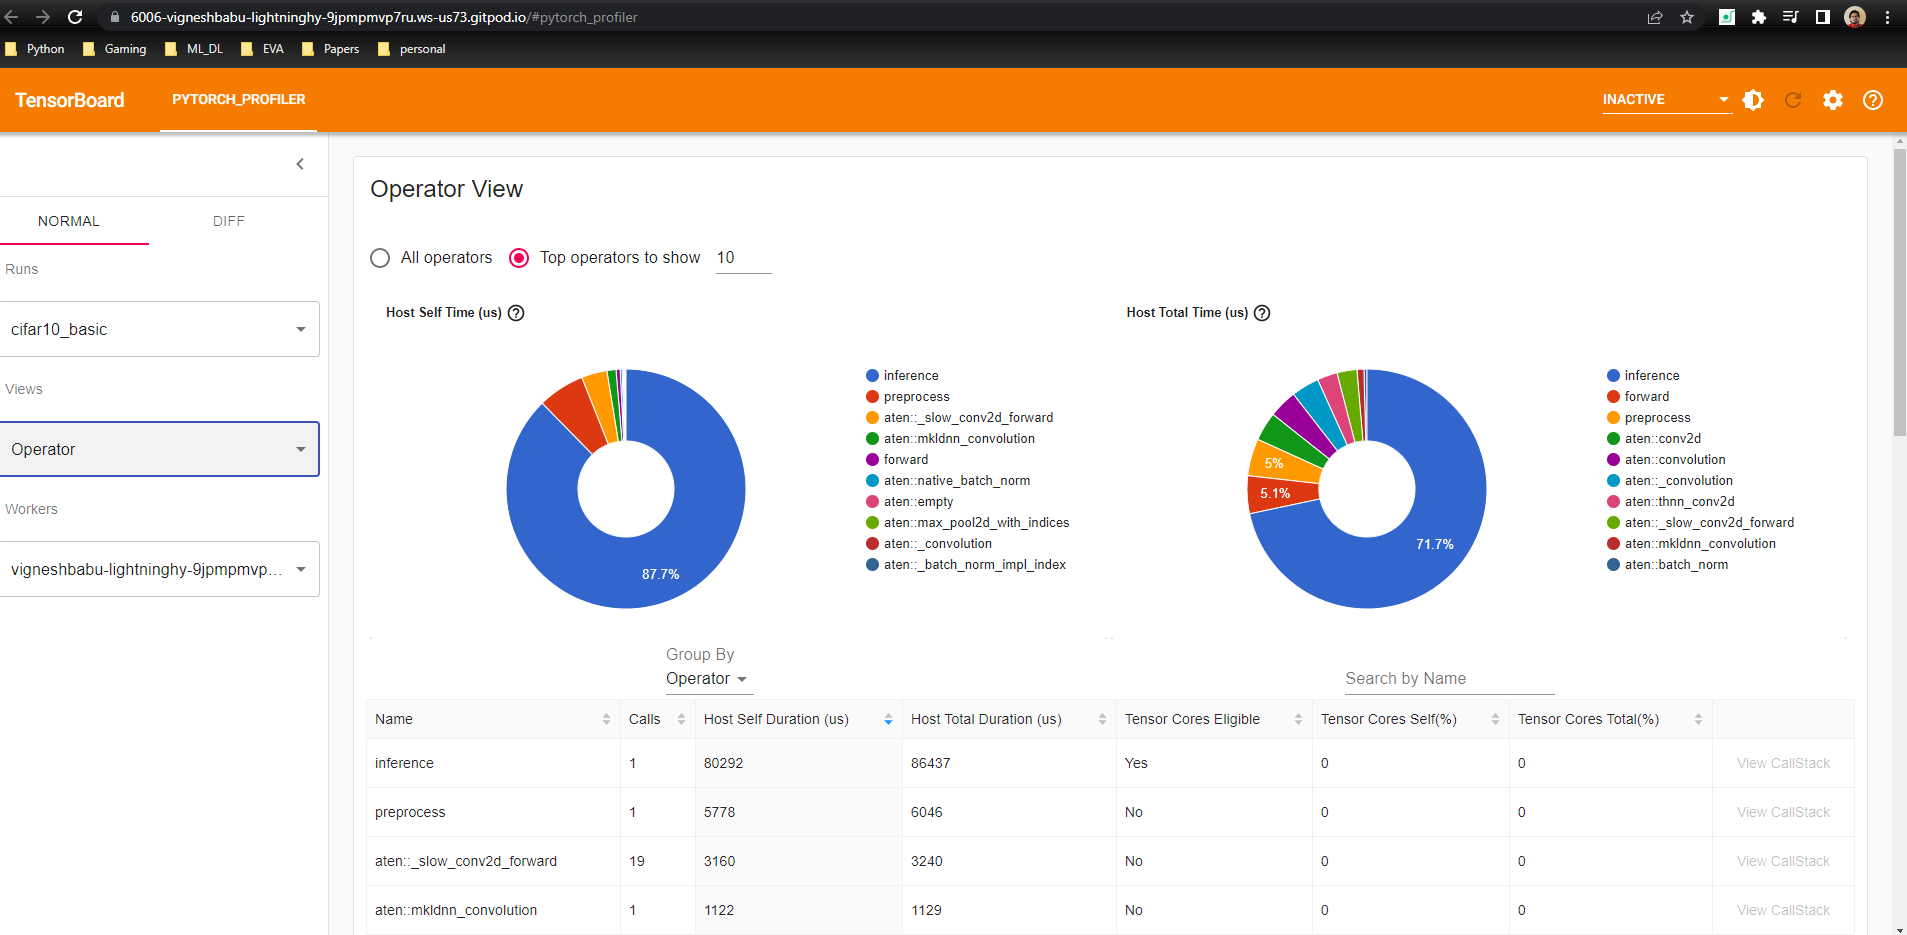 6006-vigneshbabu-lightninghy-9jpmpmvp7ru.ws-us73.gitpod.io/#pytorch_profiler
Python Gaming ML_DL EVA Papers personal
TensorBoard PYTORCH_PROFILER INACTIVE
NORMAL DIFF
Runs
cifar10_basic
Views
Operator
Workers
vigneshbabu-lightninghy-9jpmpmvp...
Operator View
All operators Top operators to show 10
Host Self Time (us)
87.7%
inference
preprocess
aten::_slow_conv2d_forward
aten::mkldnn_convolution
forward
aten::native_batch_norm
aten::empty
aten::max_pool2d_with_indices
aten::_convolution
aten::_batch_norm_impl_index
Host Total Time (us)
5%
5.1%
71.7%
inference
forward
preprocess
aten::conv2d
aten::convolution
aten::_convolution
aten::thnn_conv2d
aten::_slow_conv2d_forward
aten::mkldnn_convolution
aten::batch_norm
Group By
Operator
Search by Name
Name Calls Host Self Duration (us) Host Total Duration (us) Tensor Cores Eligible Tensor Cores Self(%) Tensor Cores Total(%)
inference 1 80292 86437 Yes 0 0 View CallStack
preprocess 1 5778 6046 No 0 0 View CallStack
aten::_slow_conv2d_forward 19 3160 3240 No 0 0 View CallStack
aten::mkldnn_convolution 1 1122 1129 No 0 0 View CallStack